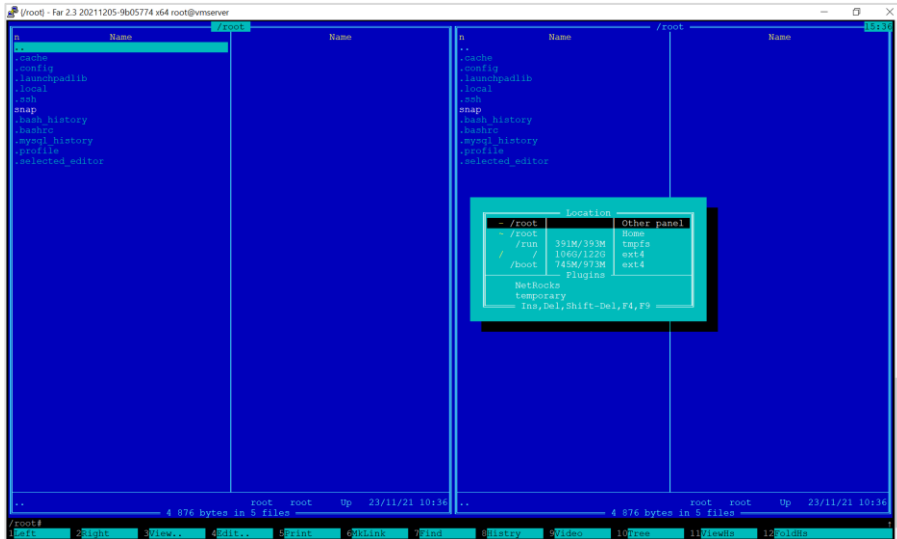 {/root} - Far 2.3 20211205-9b05774 x64 root@vmserver
/root
n Name Name
..
.cache
.config
.launchpadlib
.local
.ssh
snap
.bash_history
.bashrc
.mysql_history
.profile
.selected_editor
.. root root Up 23/11/21 10:36
4 876 bytes in 5 files
/root 15:36
n Name Name
..
.cache
.config
.launchpadlib
.local
.ssh
snap
.bash_history
.bashrc
.mysql_history
.profile
.selected_editor
Location
~ /root Other panel
~ /root Home
/run 391M/393M tmpfs
/ / 106G/122G ext4
/boot 745M/973M ext4
Plugins
NetRocks
temporary
Ins,Del,Shift-Del,F4,F9
.. root root Up 23/11/21 10:36
4 876 bytes in 5 files
/root#
1Left 2Right 3View.. 4Edit.. 5Print 6MkLink 7Find 8Histry 9Video 10Tree 11ViewHs 12FoldHs